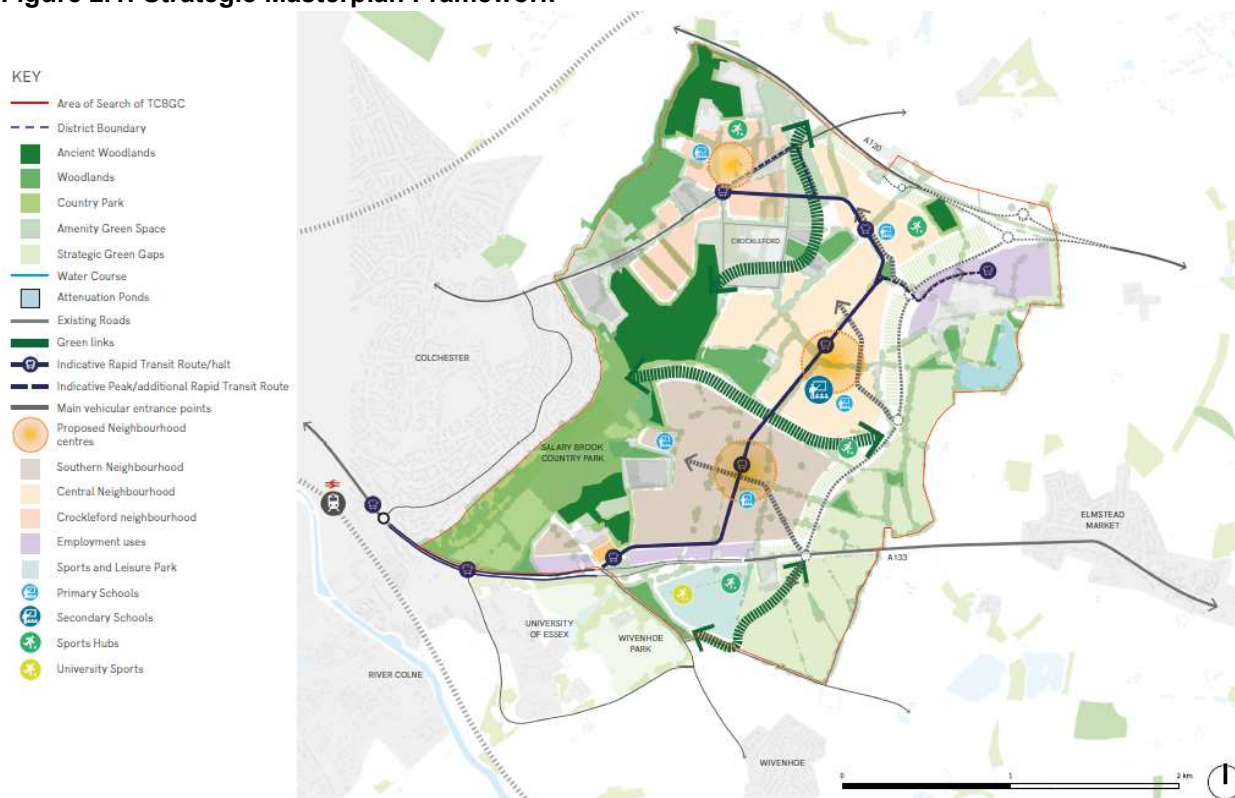 Figure 2.1: Strategic Masterplan Framework
KEY
Area of Search of TCBGC
District Boundary
Ancient Woodlands
Woodlands
Country Park
Amenity Green Space
Strategic Green Gaps
Water Course
Attenuation Ponds
Existing Roads
Green links
Indicative Rapid Transit Route/halt
Indicative Peak/additional Rapid Transit Route
Main vehicular entrance points
Proposed Neighbourhood
centres
Southern Neighbourhood
Central Neighbourhood
Crockleford neighbourhood
Employment uses
Sports and Leisure Park
Primary Schools
Secondary Schools
Sports Hubs
University Sports
A120
CROCKLEFORD
COLCHESTER
SALARY BROOK
COUNTRY PARK
ELMSTEAD
MARKET
A133
UNIVERSITY
OF ESSEX
WIVENHOE
PARK
RIVER COLNE
WIVENHOE
0 1 2 km